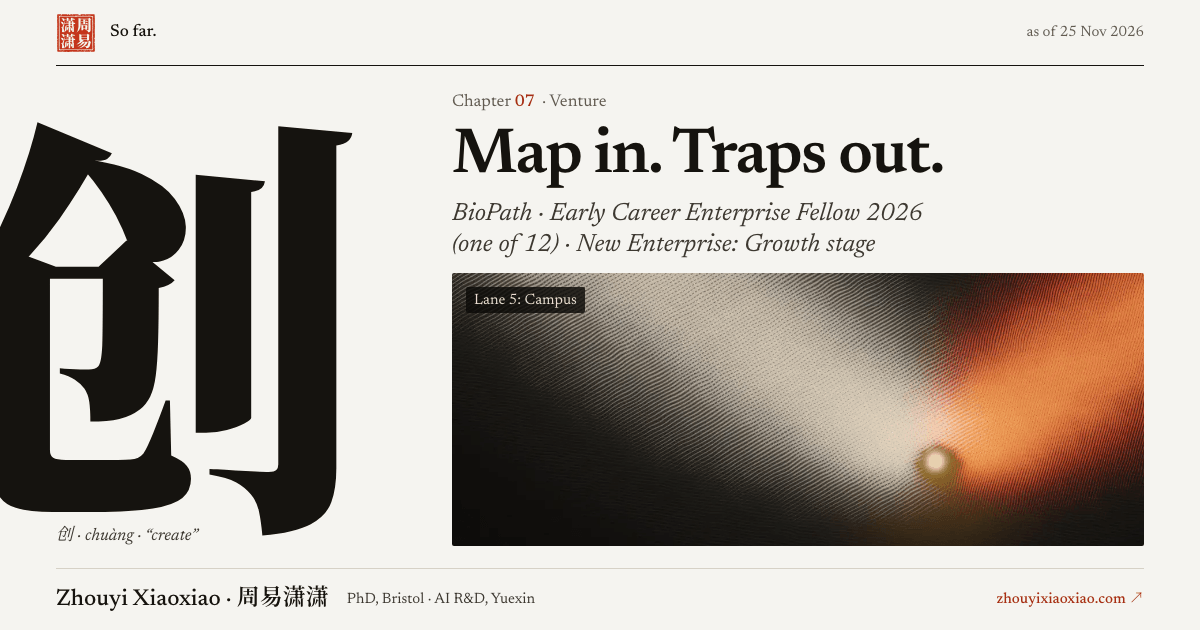 周易潇潇
So far.
as of 25 Nov 2026
Chapter 07 · Venture
Map in. Traps out.
BioPath · Early Career Enterprise Fellow 2026
(one of 12) · New Enterprise: Growth stage
Lane 5: Campus
创
创 · chuàng · “create”
Zhouyi Xiaoxiao · 周易潇潇
PhD, Bristol · AI R&D, Yuexin
zhouyixiaoxiao.com ↗